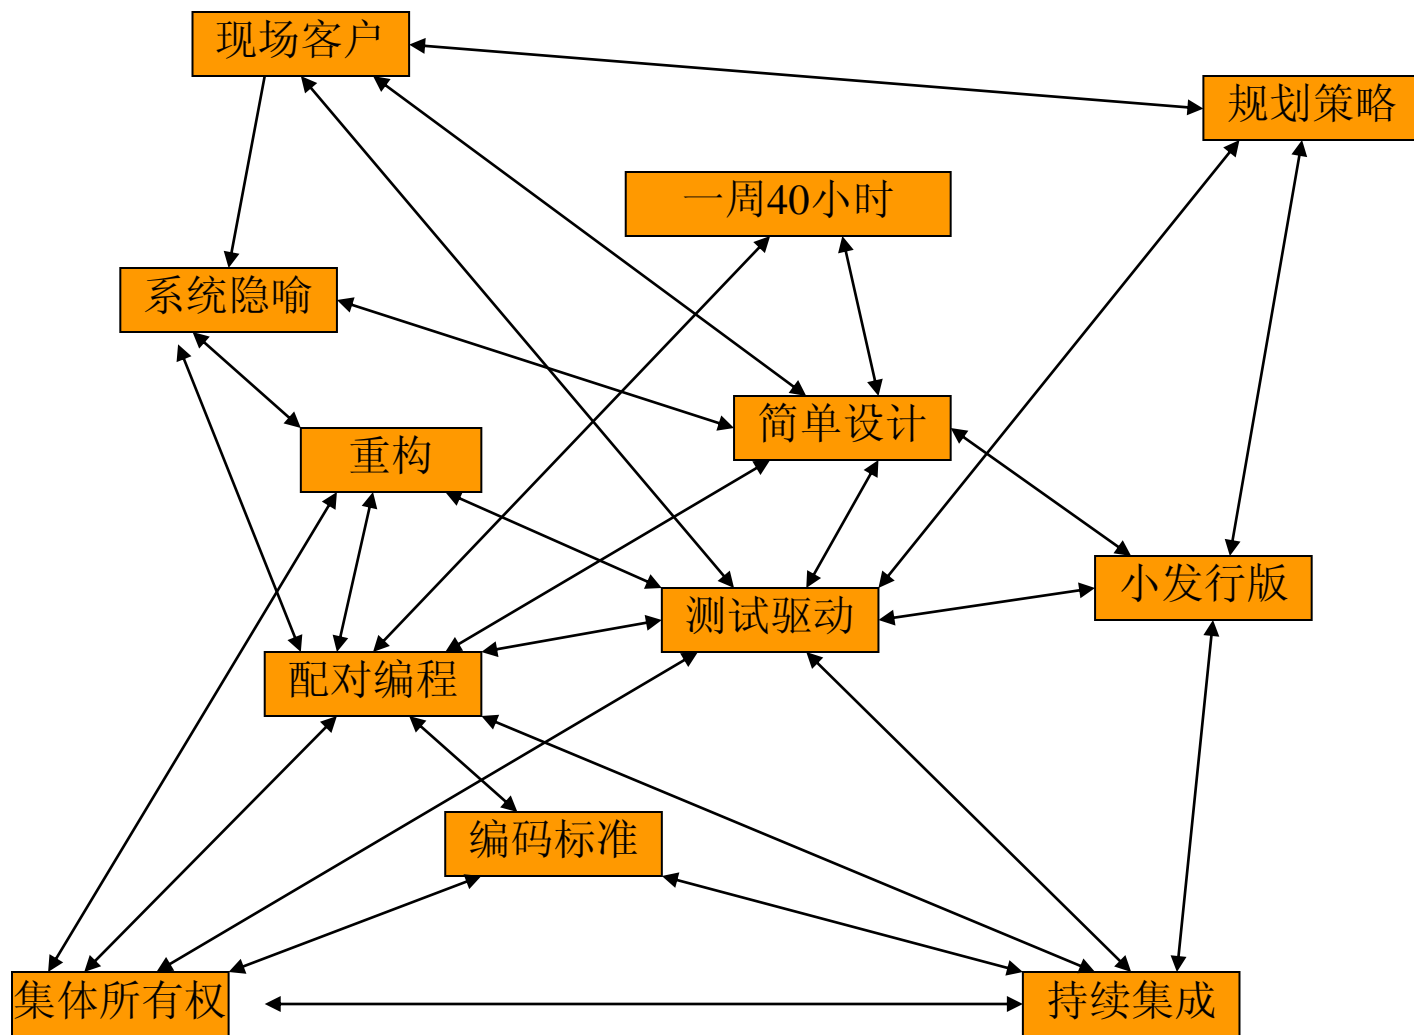 现场客户
规划策略
一周40小时
系统隐喻
简单设计
重构
小发行版
测试驱动
配对编程
编码标准
集体所有权
持续集成